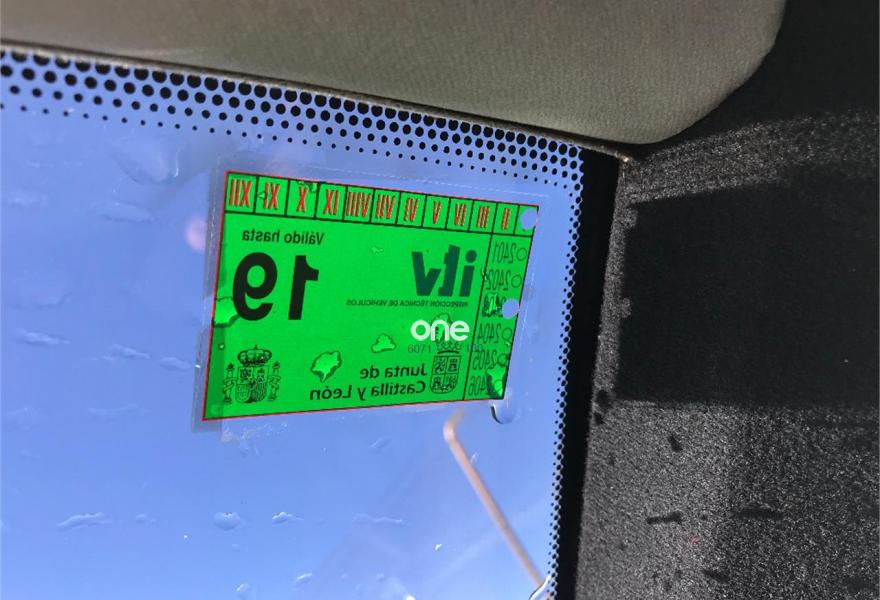 XII XI X IX VIII VII VI V IV III II
Válido hasta
19
itv
INSPECCIÓN TÉCNICA DE VEHÍCULOS
2401
2402
2404
2405
2406
one
Junta de
Castilla y León